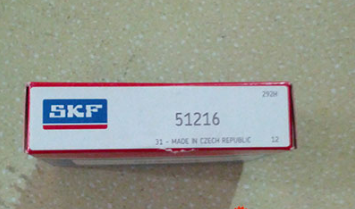 292H
SKF
51216
31 - MADE IN CZECH REPUBLIC 12